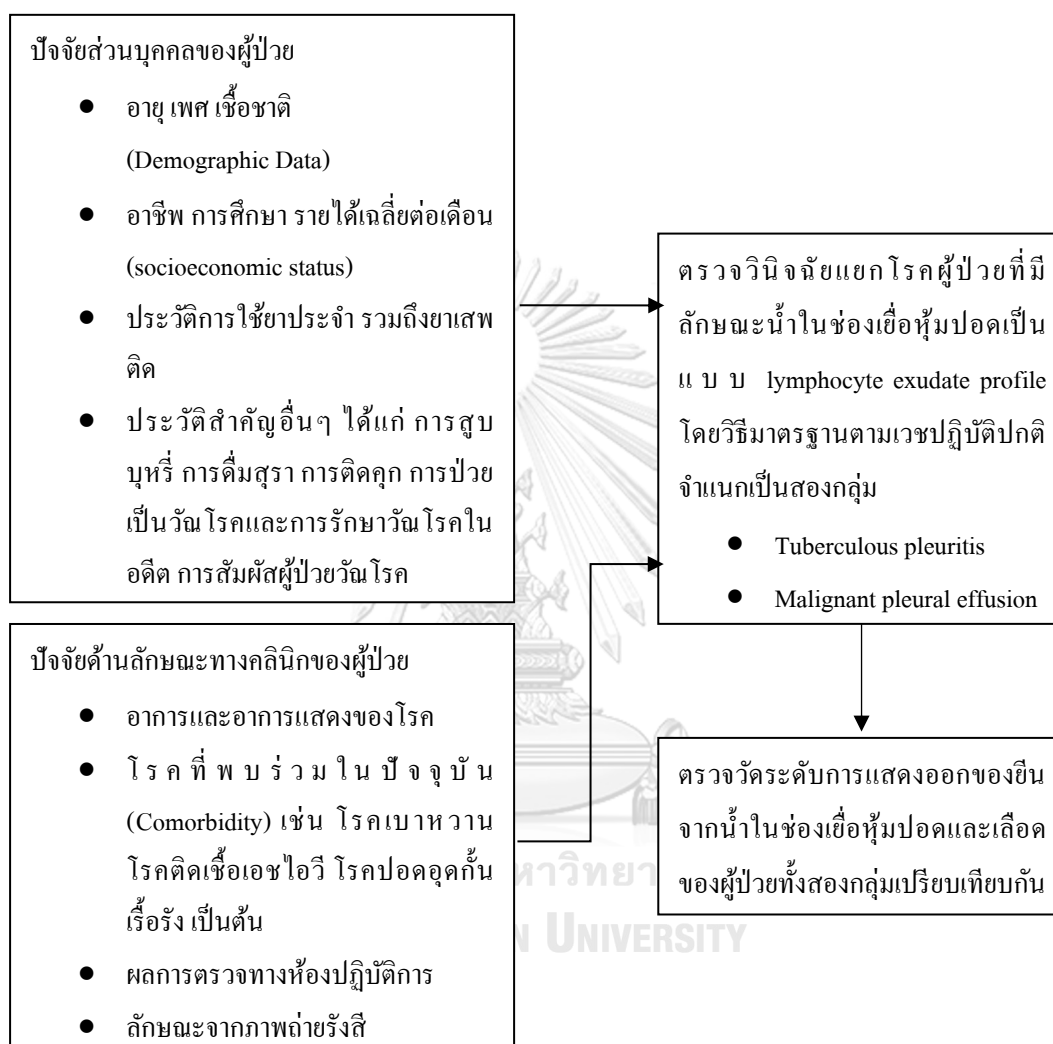 ปัจจัยส่วนบุคคลของผู้ป่วย
● อายุ เพศ เชื้อชาติ
(Demographic Data)
● อาชีพ การศึกษา รายได้เฉลี่ยต่อเดือน
(socioeconomic status)
● ประวัติการใช้ยาประจำ รวมถึงยาเสพ
ติด
● ประวัติสำคัญอื่นๆ ได้แก่ การสูบ
บุหรี่ การดื่มสุรา การติดคุก การป่วย
เป็นวัณโรคและการรักษาวัณโรคใน
อดีต การสัมผัสผู้ป่วยวัณโรค
ปัจจัยด้านลักษณะทางคลินิกของผู้ป่วย
● อาการและอาการแสดงของโรค
● โรคที่พบร่วมในปัจจุบัน
(Comorbidity) เช่น โรคเบาหวาน
โรคติดเชื้อเอชไอวี โรคปอดอุดกั้น
เรื้อรัง เป็นต้น
● ผลการตรวจทางห้องปฏิบัติการ
● ลักษณะจากภาพถ่ายรังสี
ตรวจวินิจฉัยแยกโรคผู้ป่วยที่มี
ลักษณะน้ำในช่องเยื่อหุ้มปอดเป็น
แบบ lymphocyte exudate profile
โดยวิธีมาตรฐานตามเวชปฏิบัติปกติ
จำแนกเป็นสองกลุ่ม
● Tuberculous pleuritis
● Malignant pleural effusion
ตรวจวัดระดับการแสดงออกของยีน
จากน้ำในช่องเยื่อหุ้มปอดและเลือด
ของผู้ป่วยทั้งสองกลุ่มเปรียบเทียบกัน
หาวิทยา
N UNIVERSITY